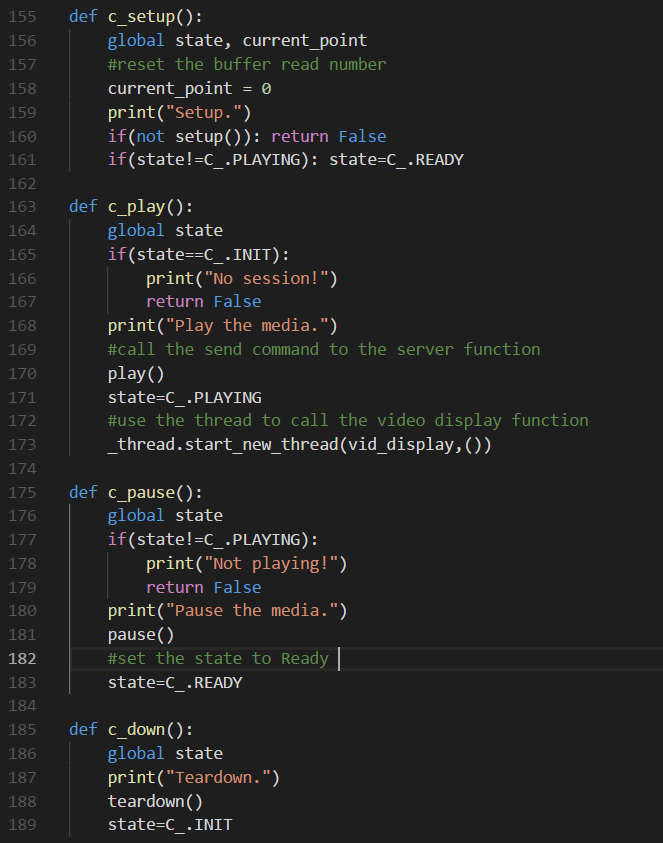 155 def c_setup():
156     global state, current_point
157     #reset the buffer read number
158     current_point = 0
159     print("Setup.")
160     if(not setup()): return False
161     if(state!=C_.PLAYING): state=C_.READY
162
163 def c_play():
164     global state
165     if(state==C_.INIT):
166         print("No session!")
167         return False
168     print("Play the media.")
169     #call the send command to the server function
170     play()
171     state=C_.PLAYING
172     #use the thread to call the video display function
173     _thread.start_new_thread(vid_display,())
174
175 def c_pause():
176     global state
177     if(state!=C_.PLAYING):
178         print("Not playing!")
179         return False
180     print("Pause the media.")
181     pause()
182     #set the state to Ready
183     state=C_.READY
184
185 def c_down():
186     global state
187     print("Teardown.")
188     teardown()
189     state=C_.INIT